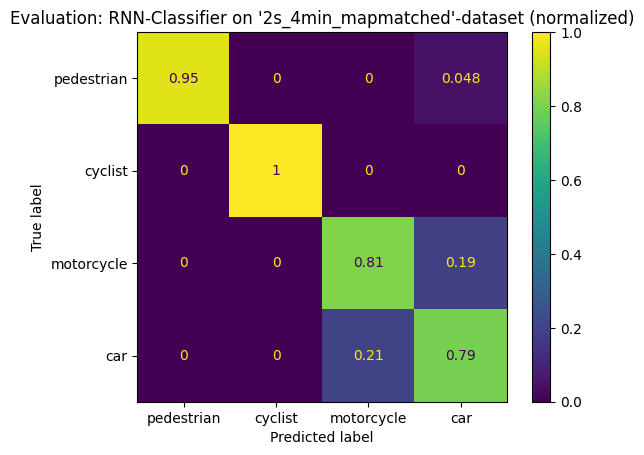 Evaluation: RNN-Classifier on '2s_4min_mapmatched'-dataset (normalized)
True label
pedestrian 0.95 0 0 0.048
cyclist 0 1 0 0
motorcycle 0 0 0.81 0.19
car 0 0 0.21 0.79
pedestrian cyclist motorcycle car
Predicted label
1.0
0.8
0.6
0.4
0.2
0.0